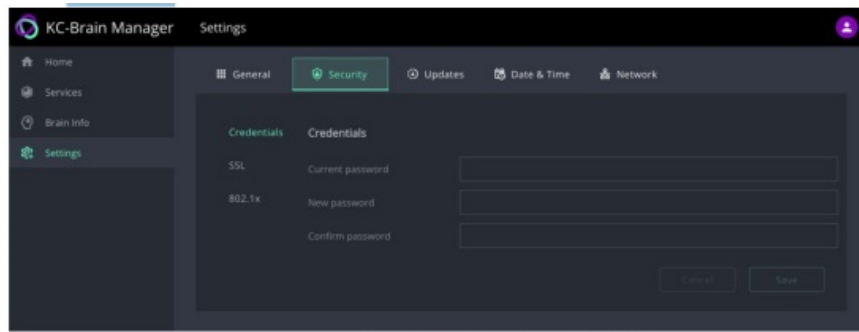 KC-Brain Manager Settings
Home
Services
Brain Info
Settings
General Security Updates Date & Time Network
Credentials Credentials
SSL Current password
802.1x New password
Confirm password
Cancel Save